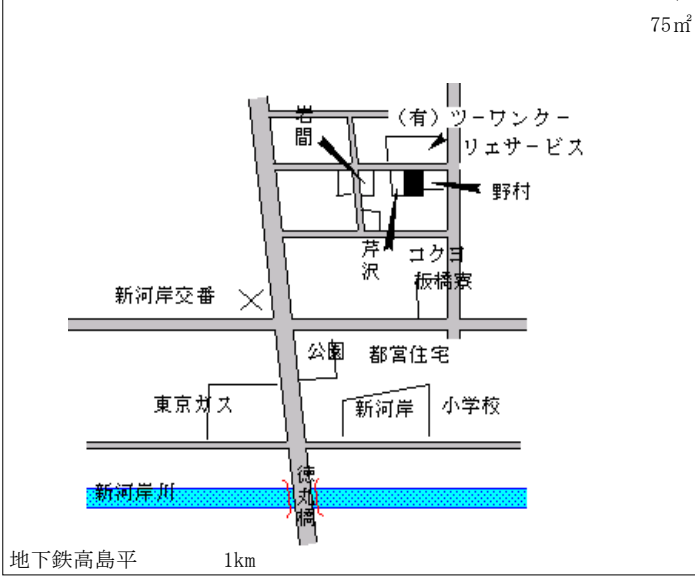 75㎡
岩間
(有)ツーワンクー
リエサービス
野村
芹沢
コクヨ
板橋寮
新河岸交番
公園
都営住宅
東京ガス
新河岸
小学校
徳丸橋
新河岸川
地下鉄高島平 1km